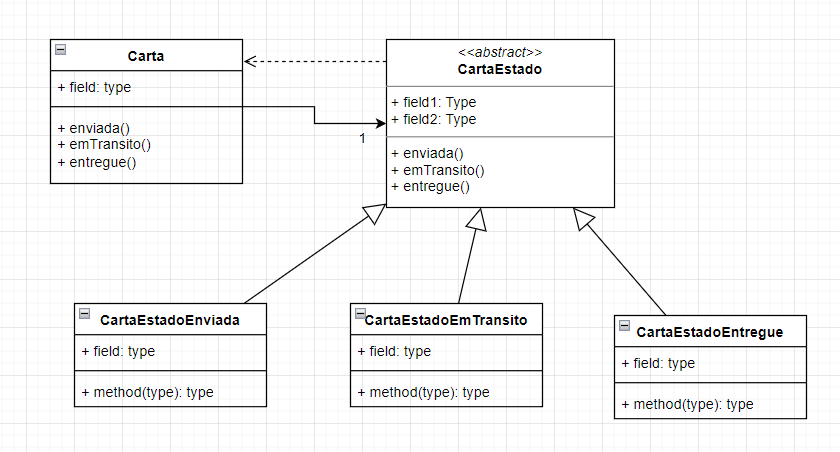 Carta
+ field: type
+ enviada()
+ emTransito()
+ entregue()
<<abstract>>
CartaEstado
+ field1: Type
+ field2: Type
+ enviada()
+ emTransito()
+ entregue()
1
CartaEstadoEnviada
+ field: type
+ method(type): type
CartaEstadoEmTransito
+ field: type
+ method(type): type
CartaEstadoEntregue
+ field: type
+ method(type): type